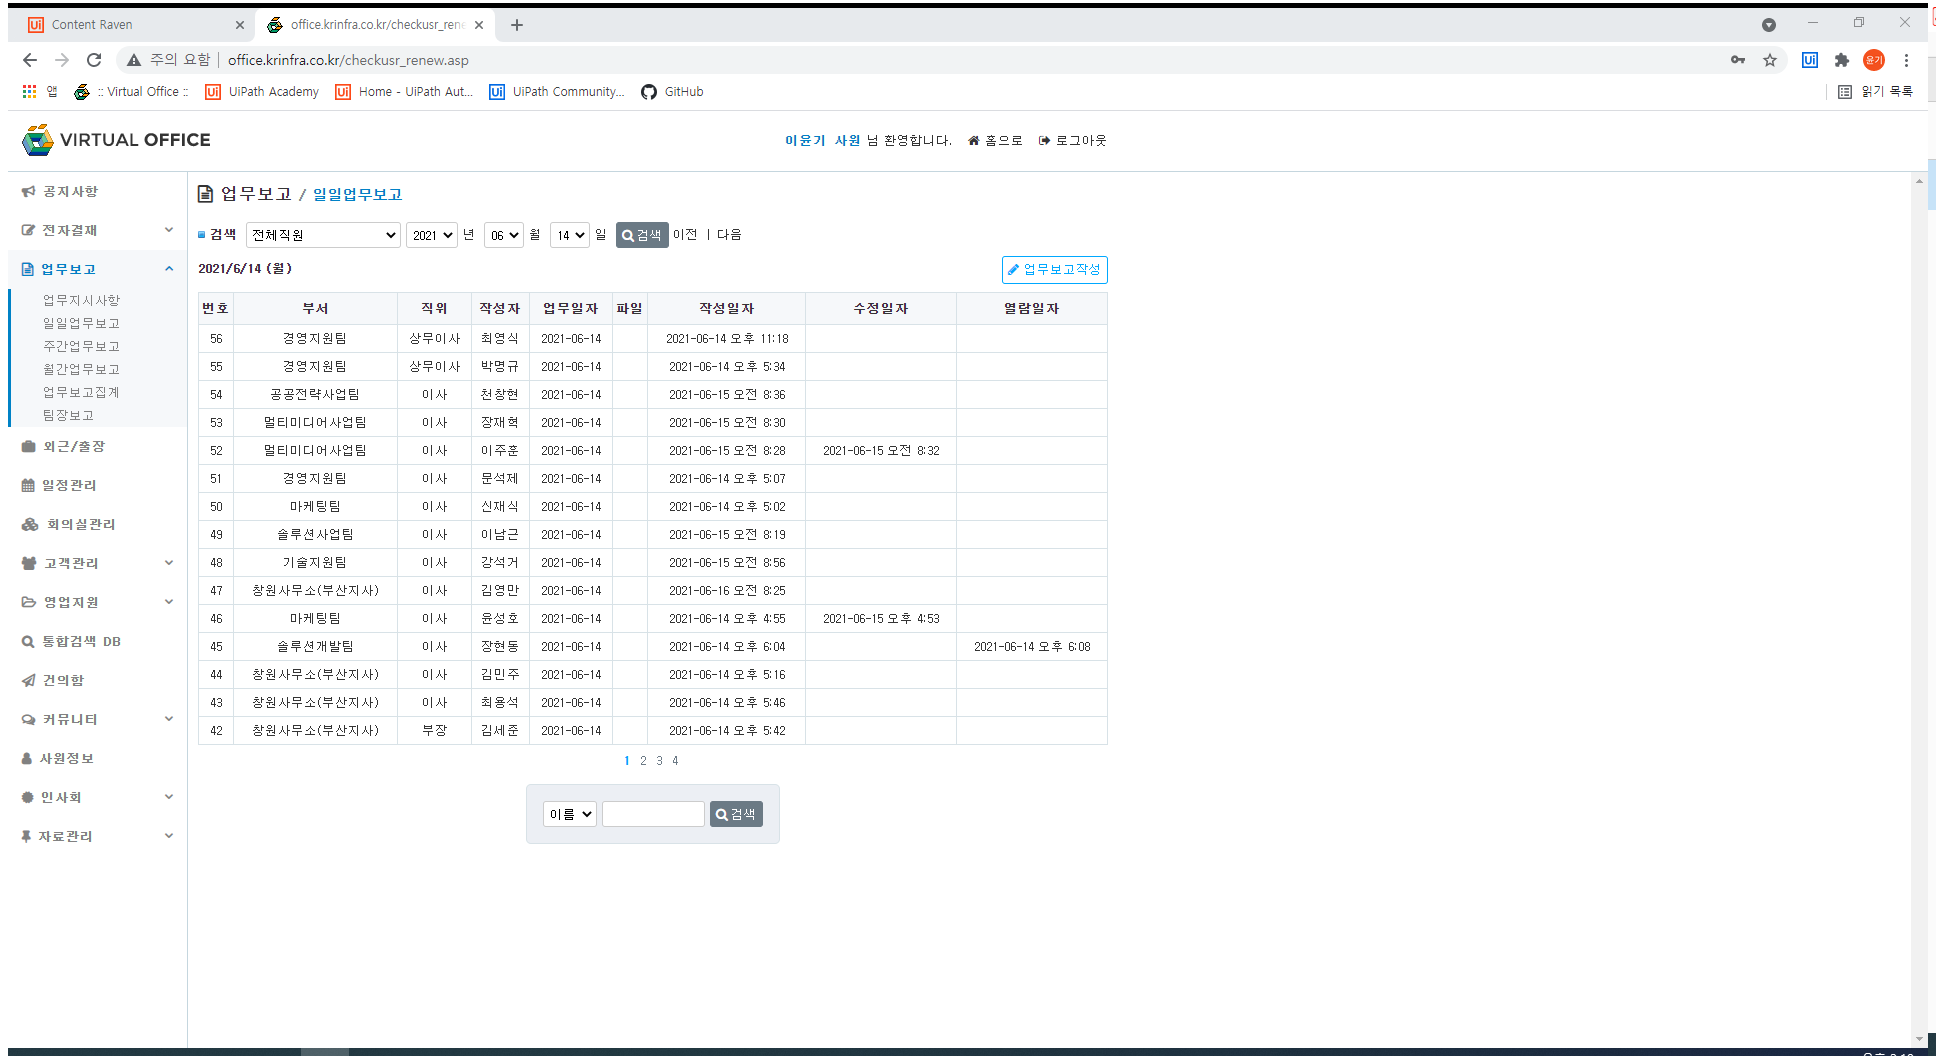 Content Raven
office.krinfra.co.kr/checkusr_rene
주의 요함 office.krinfra.co.kr/checkusr_renew.asp
윤기
앱 :: Virtual Office :: UiPath Academy Home - UiPath Aut... UiPath Community... GitHub 읽기 목록
VIRTUAL OFFICE
이윤기 사원 님 환영합니다. 홈으로 로그아웃
공지사항
전자결재
업무보고
업무지시사항
일일업무보고
주간업무보고
월간업무보고
업무보고집계
팀장보고
외근/출장
일정관리
회의실관리
고객관리
영업지원
통합검색 DB
건의함
커뮤니티
사원정보
인사회
자료관리
업무보고 / 일일업무보고
검색 전체직원 2021 년 06 월 14 일 검색 이전 | 다음
2021/6/14 (월) 업무보고작성
번호 부서 직위 작성자 업무일자 파일 작성일자 수정일자 열람일자
56 경영지원팀 상무이사 최영식 2021-06-14 2021-06-14 오후 11:18
55 경영지원팀 상무이사 박명규 2021-06-14 2021-06-14 오후 5:34
54 공공전략사업팀 이사 천창현 2021-06-14 2021-06-15 오전 8:36
53 멀티미디어사업팀 이사 장재혁 2021-06-14 2021-06-15 오전 8:30
52 멀티미디어사업팀 이사 이주훈 2021-06-14 2021-06-15 오전 8:28 2021-06-15 오전 8:32
51 경영지원팀 이사 문석제 2021-06-14 2021-06-14 오후 5:07
50 마케팅팀 이사 신재식 2021-06-14 2021-06-14 오후 5:02
49 솔루션사업팀 이사 이남근 2021-06-14 2021-06-15 오전 8:19
48 기술지원팀 이사 강석거 2021-06-14 2021-06-15 오전 8:56
47 창원사무소(부산지사) 이사 김영만 2021-06-14 2021-06-16 오전 8:25
46 마케팅팀 이사 윤성호 2021-06-14 2021-06-14 오후 4:55 2021-06-15 오후 4:53
45 솔루션개발팀 이사 장현동 2021-06-14 2021-06-14 오후 6:04 2021-06-14 오후 6:08
44 창원사무소(부산지사) 이사 김민주 2021-06-14 2021-06-14 오후 5:16
43 창원사무소(부산지사) 이사 최용석 2021-06-14 2021-06-14 오후 5:46
42 창원사무소(부산지사) 부장 김세준 2021-06-14 2021-06-14 오후 5:42
1 2 3 4
이름 검색